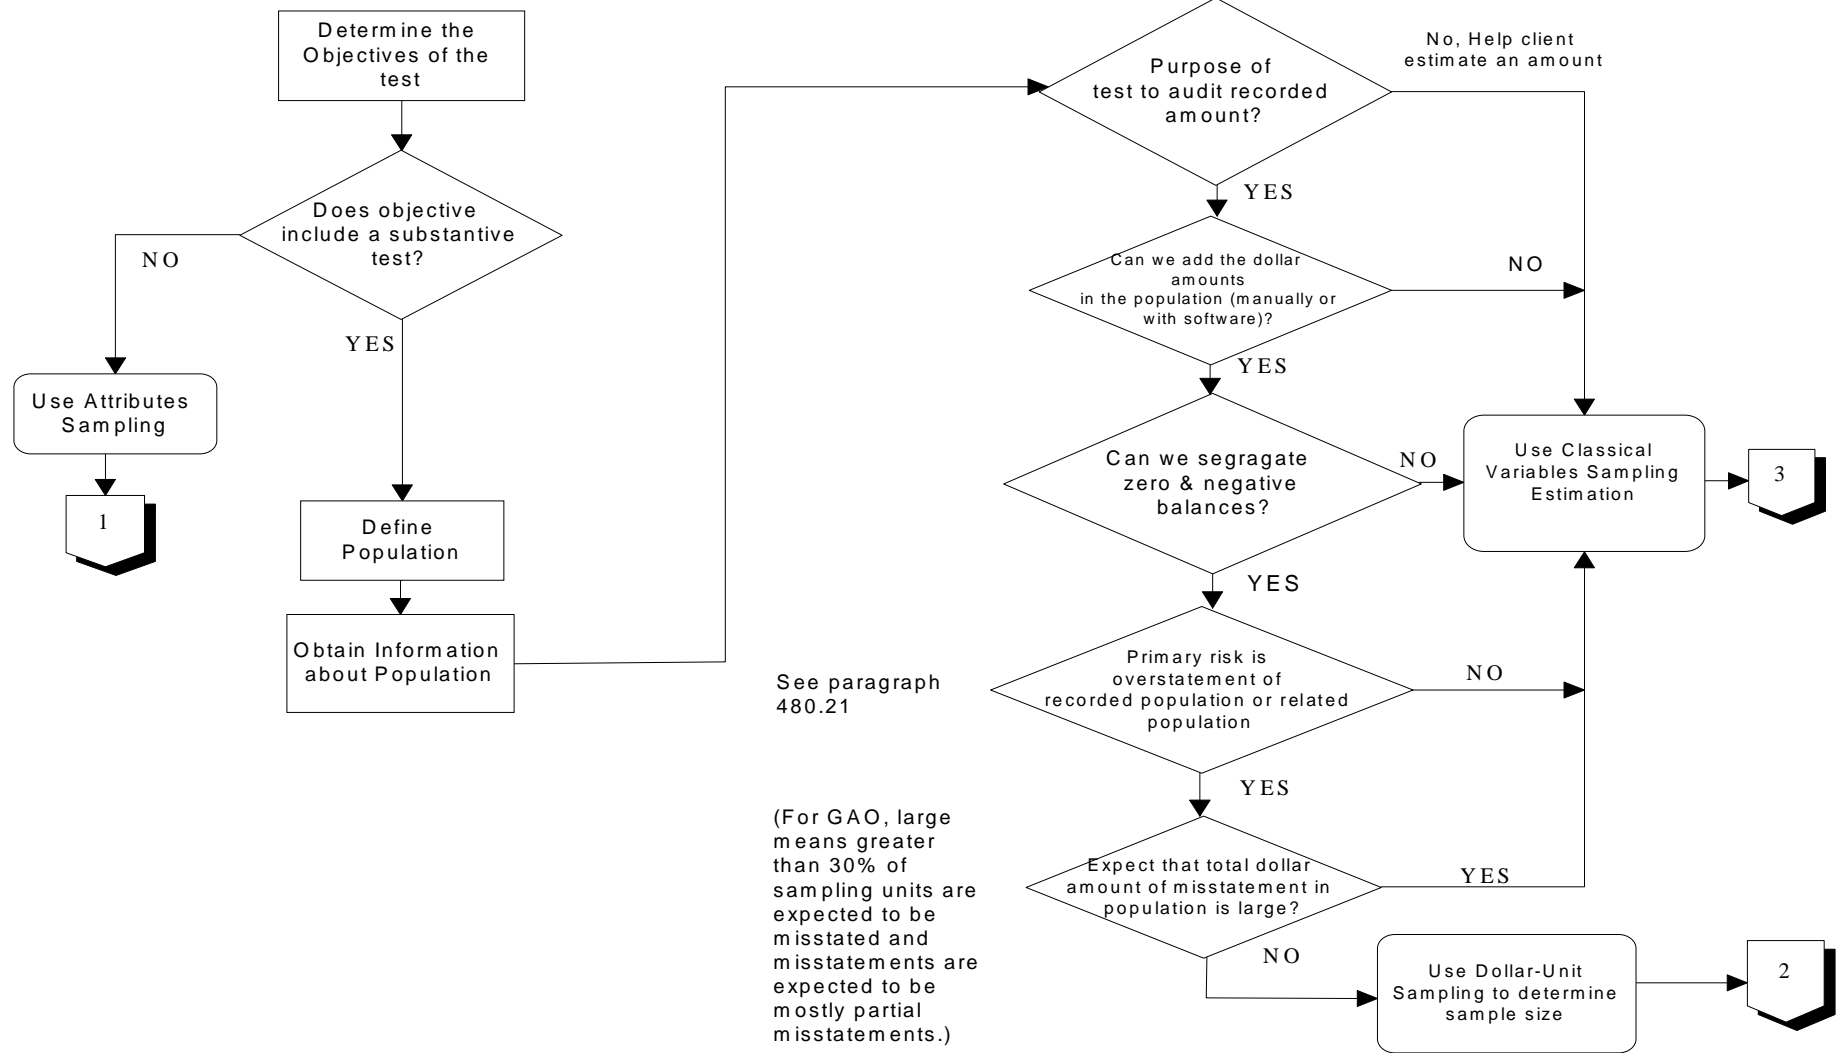 Determine the
Objectives of the
test
Does objective
include a substantive
test?
NO
YES
Use Attributes
Sampling
1
Define
Population
Obtain Information
about Population
Purpose of
test to audit recorded
amount?
No, Help client
estimate an amount
YES
Can we add the dollar
amounts
in the population (manually or
with software)?
NO
YES
Can we segragate
zero & negative
balances?
NO
Use Classical
Variables Sampling
Estimation
3
YES
See paragraph
480.21
Primary risk is
overstatement of
recorded population or related
population
NO
YES
(For GAO, large
means greater
than 30% of
sampling units are
expected to be
misstated and
misstatements are
expected to be
mostly partial
misstatements.)
Expect that total dollar
amount of misstatement in
population is large?
YES
NO
Use Dollar-Unit
Sampling to determine
sample size
2